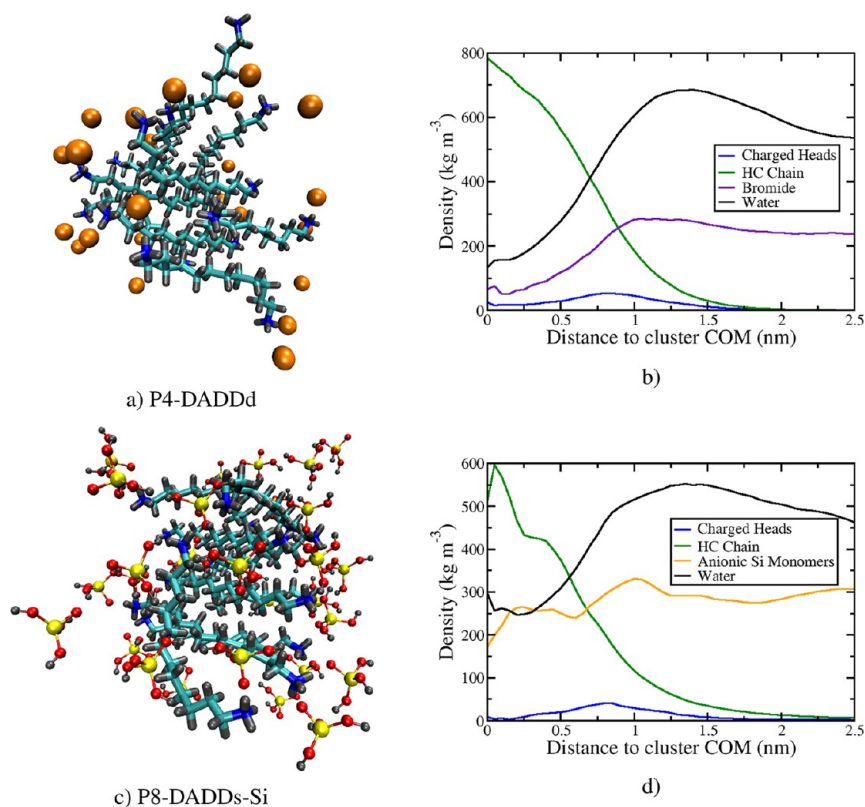 800
600
400
200
0
Density (kg m⁻³)
Charged Heads
HC Chain
Bromide
Water
0 0.5 1 1.5 2 2.5
Distance to cluster COM (nm)
a) P4-DADDd
b)
600
500
400
300
200
100
0
Density (kg m⁻³)
Charged Heads
HC Chain
Anionic Si Monomers
Water
0 0.5 1 1.5 2 2.5
Distance to cluster COM (nm)
c) P8-DADDs-Si
d)